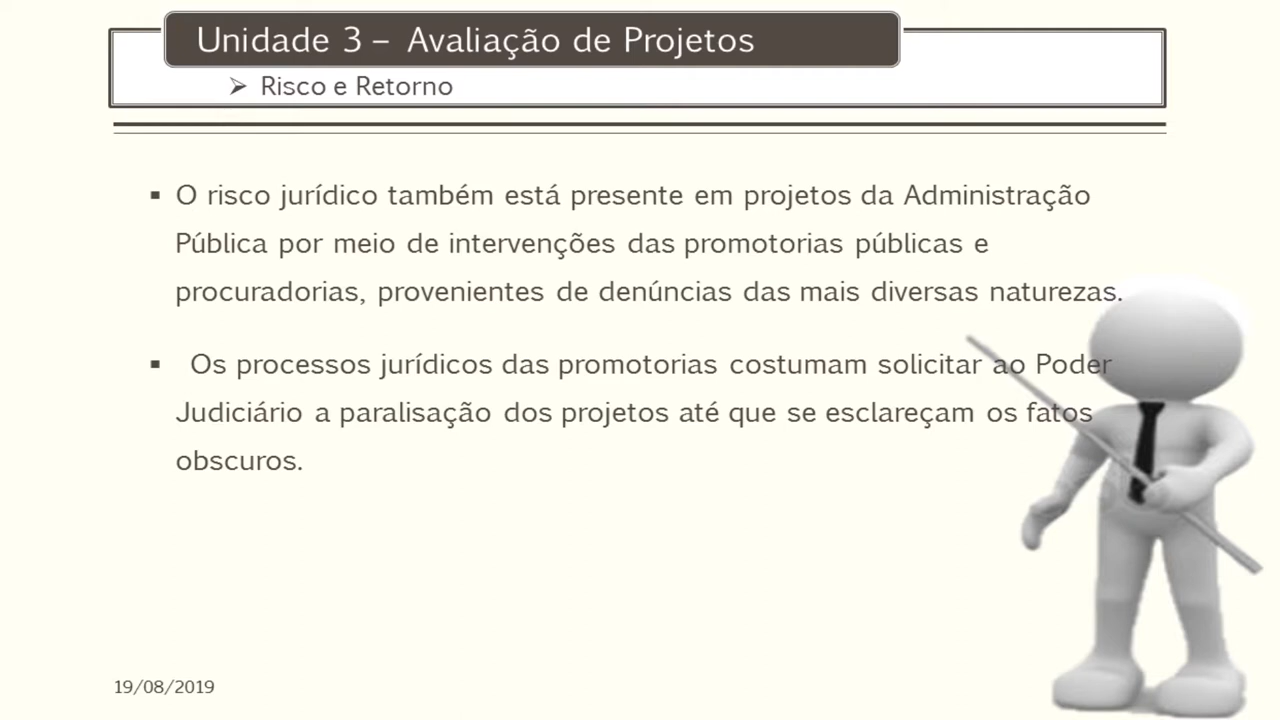 Unidade 3 – Avaliação de Projetos
➢ Risco e Retorno
▪ O risco jurídico também está presente em projetos da Administração
Pública por meio de intervenções das promotorias públicas e
procuradorias, provenientes de denúncias das mais diversas naturezas.
▪ Os processos jurídicos das promotorias costumam solicitar ao Poder
Judiciário a paralisação dos projetos até que se esclareçam os fatos
obscuros.
19/08/2019